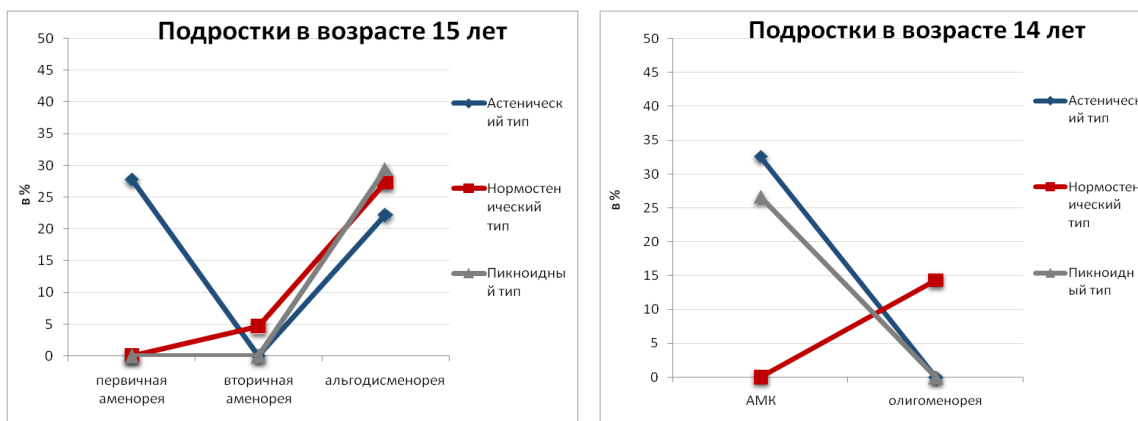 Подростки в возрасте 15 лет
50
45
40
35
30
25
20
15
10
5
0
в %
первичная
аменорея
вторичная
аменорея
альгодисменорея
Астеническ
ий тип
Нормостен
ический
тип
Пикноидны
й тип
Подростки в возрасте 14 лет
50
45
40
35
30
25
20
15
10
5
0
в %
АМК
олигоменорея
Астеническ
ий тип
Нормостен
ический
тип
Пикноидн
ый тип